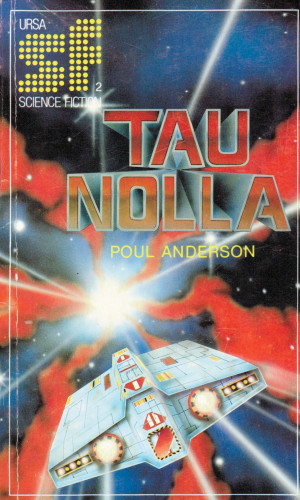 URSA
sf 2
SCIENCE FICTION
TAU
NOLLA
POUL ANDERSON